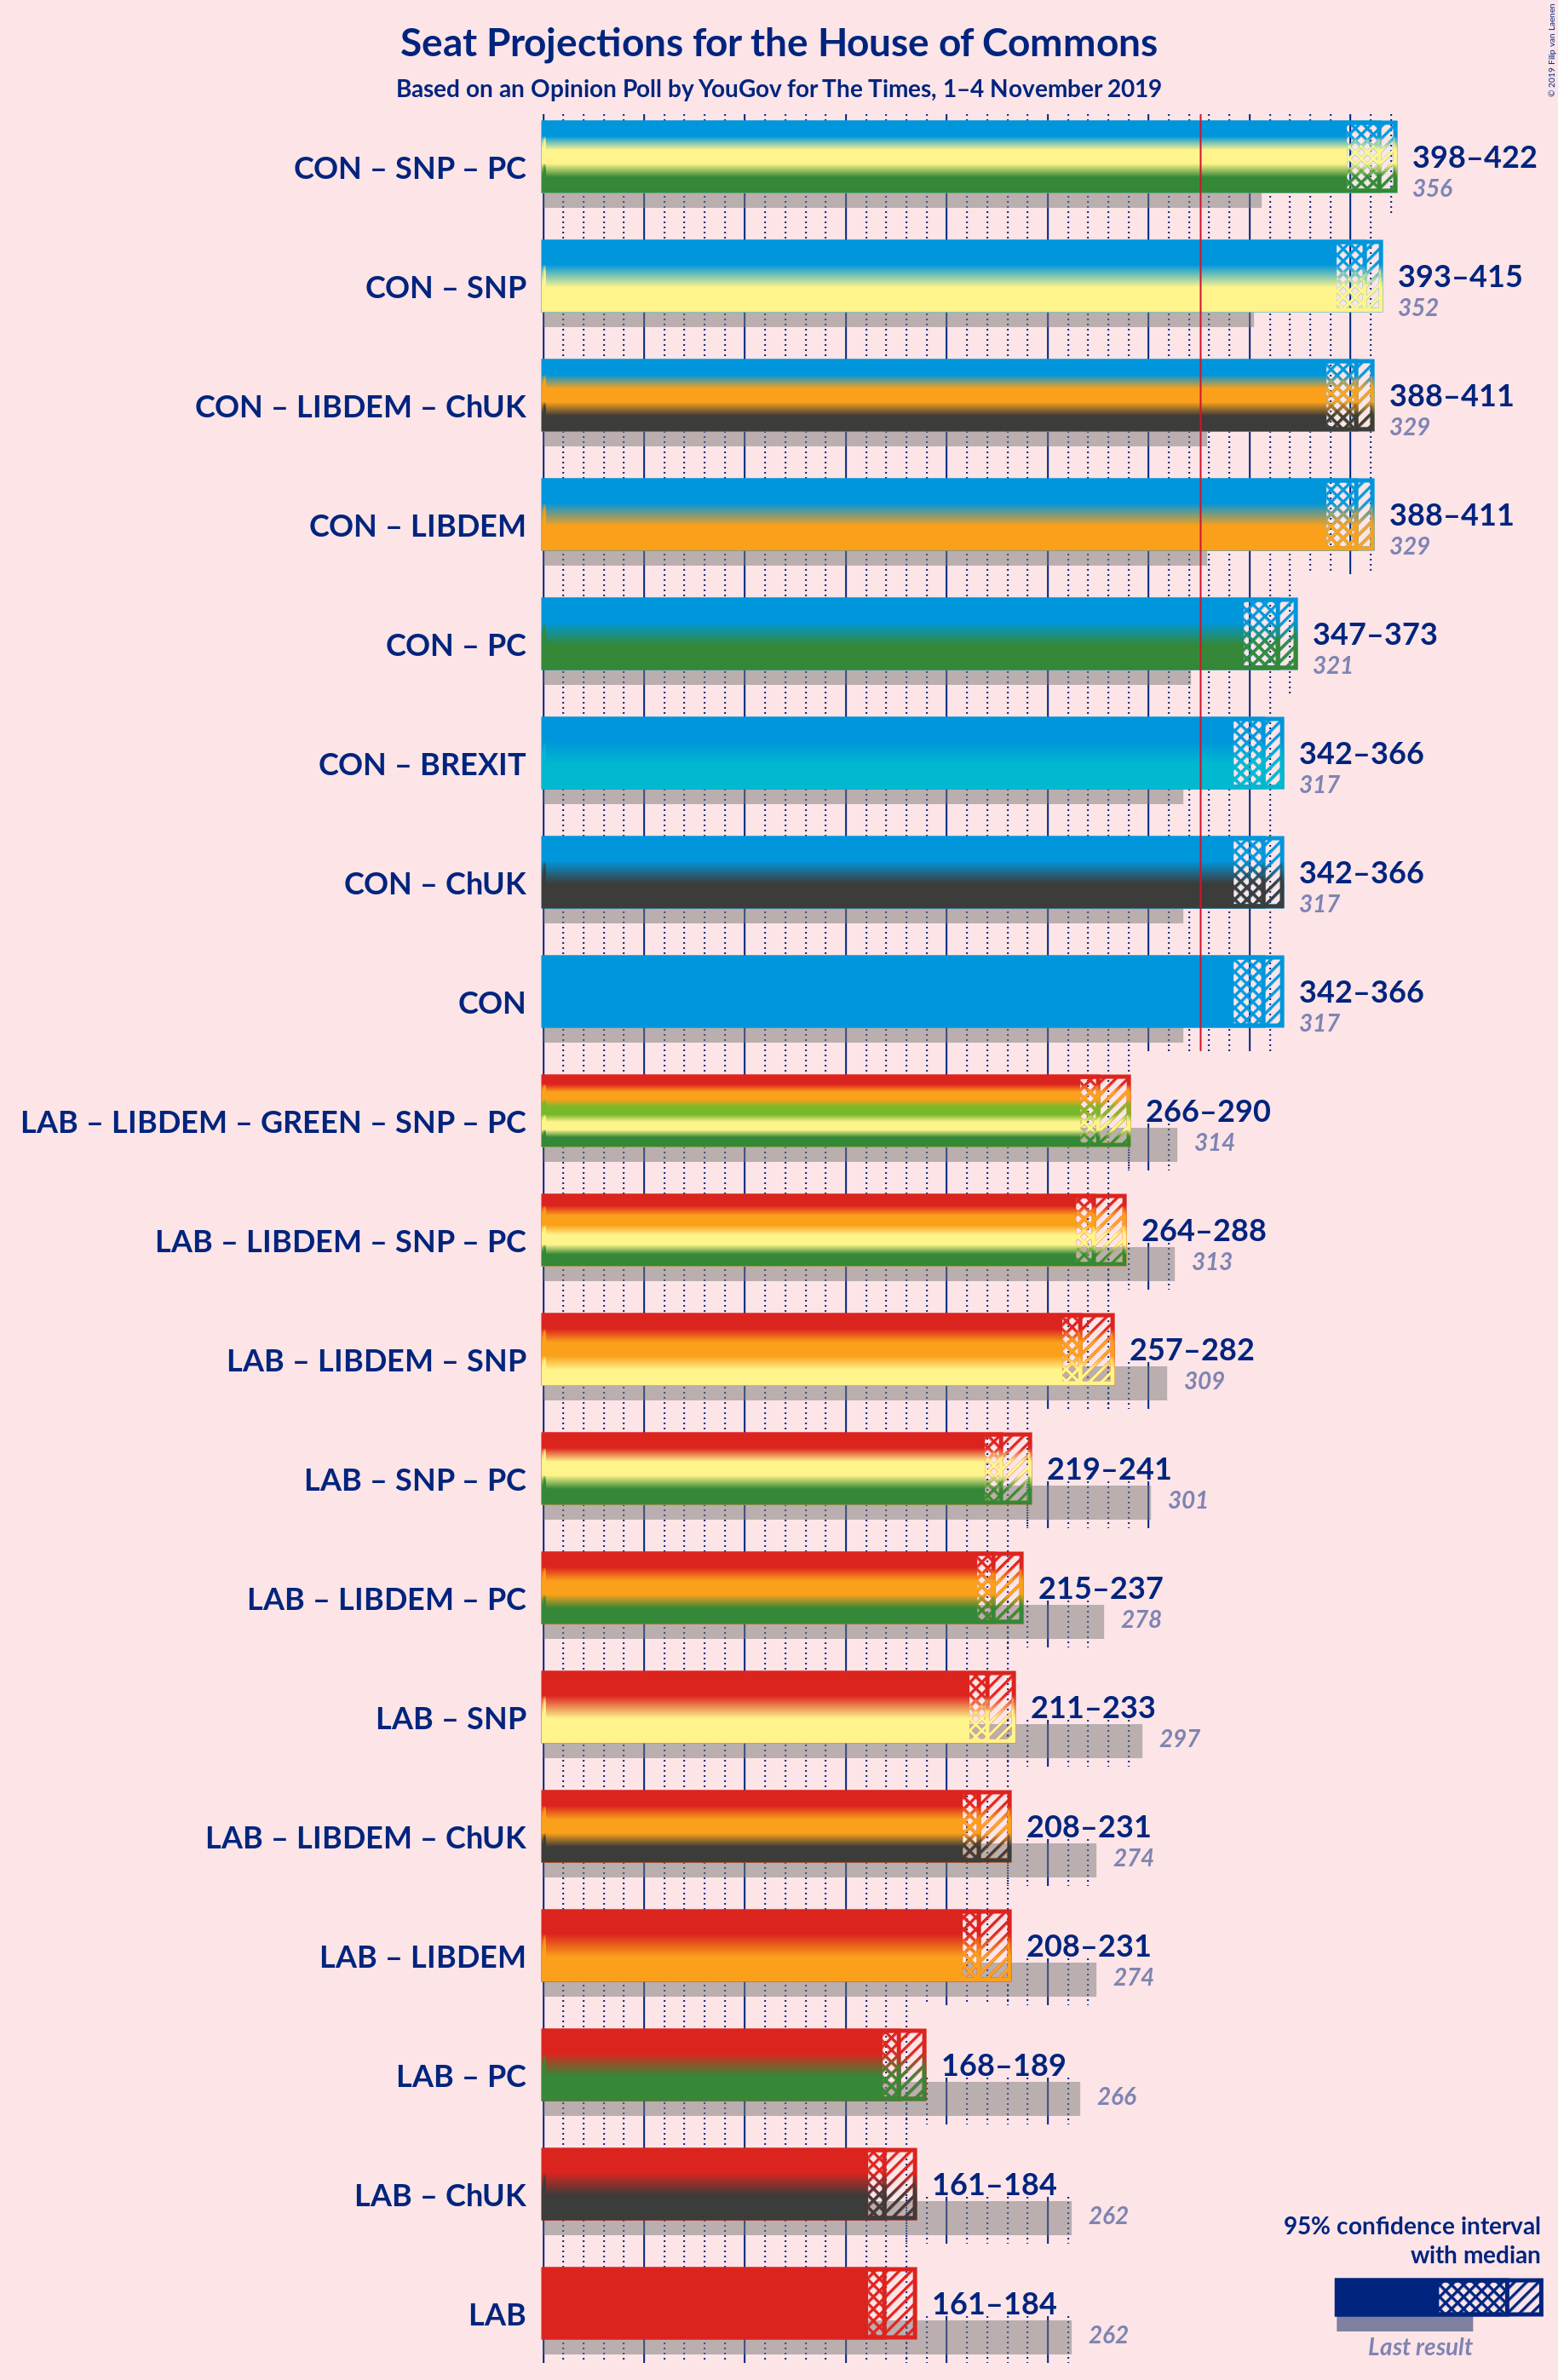 Seat Projections for the House of Commons
Based on an Opinion Poll by YouGov for The Times, 1–4 November 2019
© 2019 Filip van Laenen
CON – SNP – PC
398–422
356
CON – SNP
393–415
352
CON – LIBDEM – ChUK
388–411
329
CON – LIBDEM
388–411
329
CON – PC
347–373
321
CON – BREXIT
342–366
317
CON – ChUK
342–366
317
CON
342–366
317
LAB – LIBDEM – GREEN – SNP – PC
266–290
314
LAB – LIBDEM – SNP – PC
264–288
313
LAB – LIBDEM – SNP
257–282
309
LAB – SNP – PC
219–241
301
LAB – LIBDEM – PC
215–237
278
LAB – SNP
211–233
297
LAB – LIBDEM – ChUK
208–231
274
LAB – LIBDEM
208–231
274
LAB – PC
168–189
266
LAB – ChUK
161–184
262
LAB
161–184
262
95% confidence interval
with median
Last result